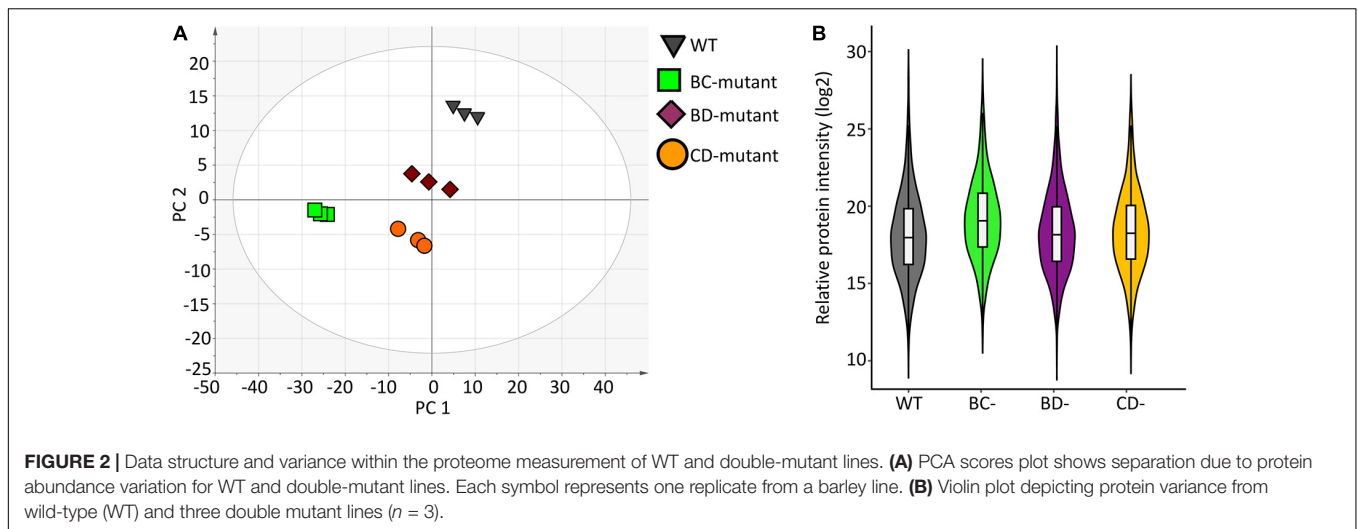 A
WT
BC-mutant
BD-mutant
CD-mutant
20
15
10
5
0
-5
-10
-15
-20
-25
PC 2
-50 -40 -30 -20 -10 0 10 20 30 40
PC 1
B
30
25
20
15
10
Relative protein intensity (log2)
WT BC- BD- CD-
FIGURE 2 | Data structure and variance within the proteome measurement of WT and double-mutant lines. (A) PCA scores plot shows separation due to protein
abundance variation for WT and double-mutant lines. Each symbol represents one replicate from a barley line. (B) Violin plot depicting protein variance from
wild-type (WT) and three double mutant lines (n = 3).